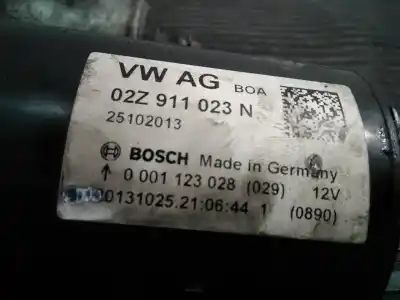 VW AG BOA
02Z 911 023 N
25102013
BOSCH Made in Germany
↑ 0 001 123 028 (029) 12V
0131025.21:06:44 1 (0890)